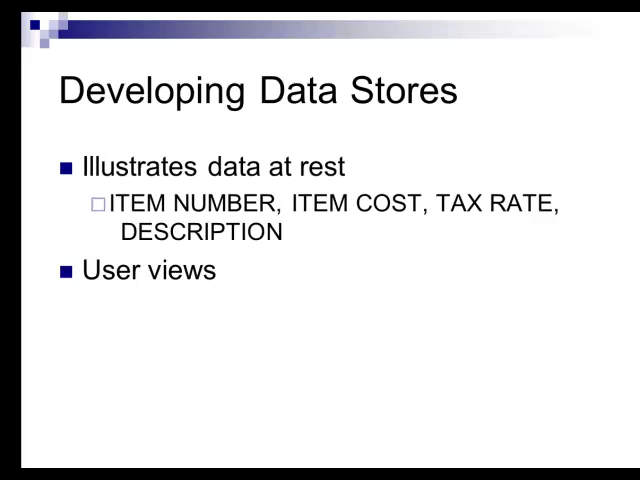 Developing Data Stores
Illustrates data at rest
ITEM NUMBER, ITEM COST, TAX RATE,
DESCRIPTION
User views